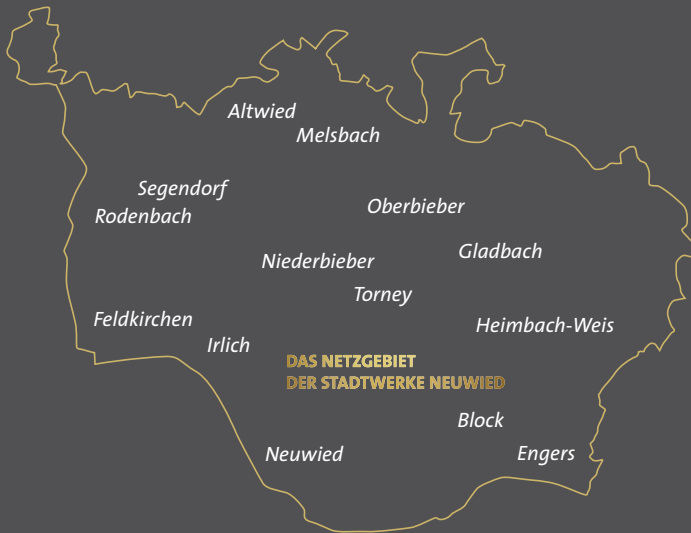 Altwied
Melsbach
Segendorf
Oberbieber
Rodenbach
Gladbach
Niederbieber
Torney
Feldkirchen
Heimbach-Weis
Irlich
DAS NETZGEBIET
DER STADTWERKE NEUWIED
Block
Neuwied
Engers